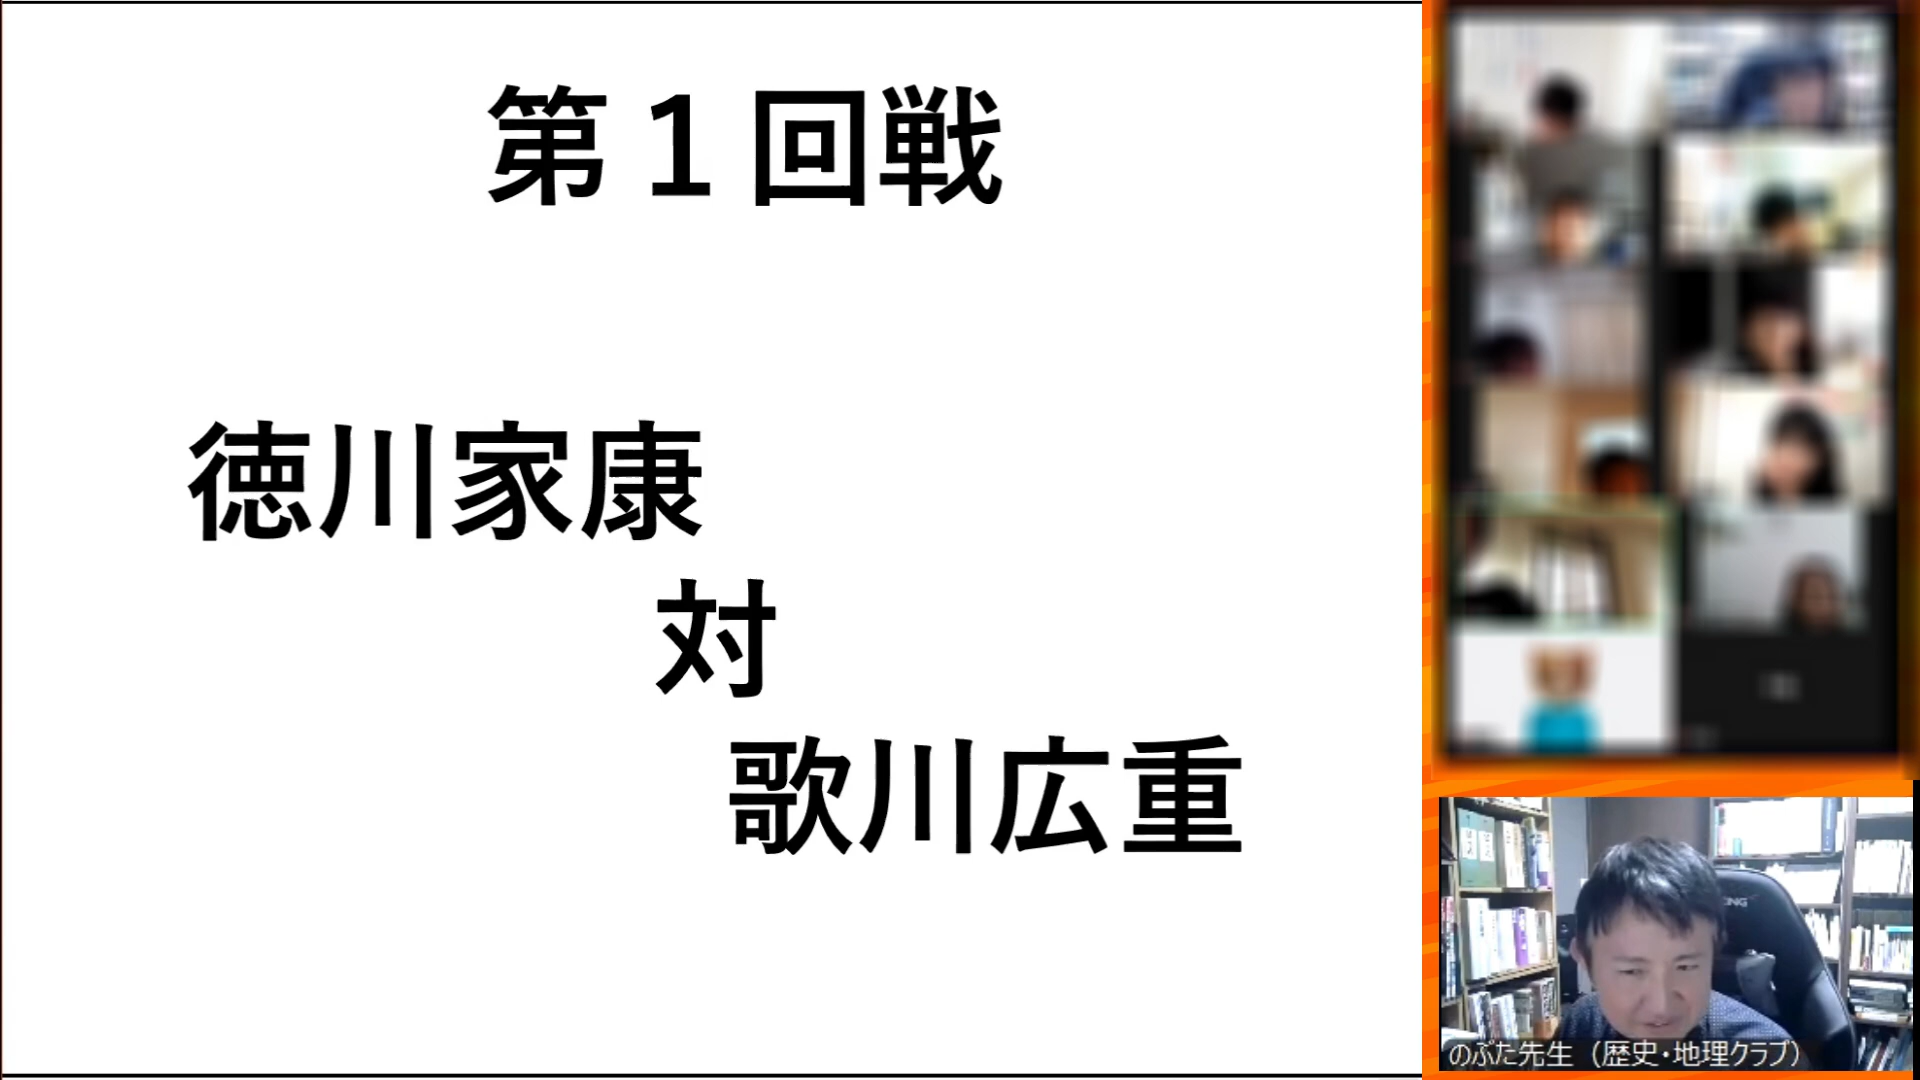 第1回戦
徳川家康
対
歌川広重
のぶた先生（歴史・地理クラブ）